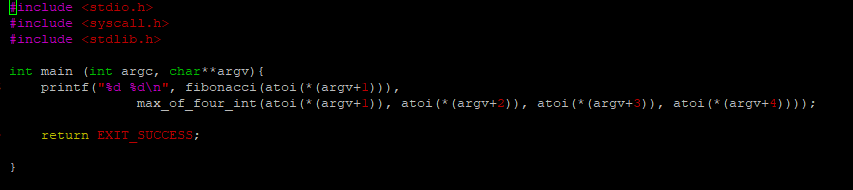 #include <stdio.h>
#include <syscall.h>
#include <stdlib.h>
int main (int argc, char**argv){
printf("%d %d\n", fibonacci(atoi(*(argv+1))),
max_of_four_int(atoi(*(argv+1)), atoi(*(argv+2)), atoi(*(argv+3)), atoi(*(argv+4))));
return EXIT_SUCCESS;
}